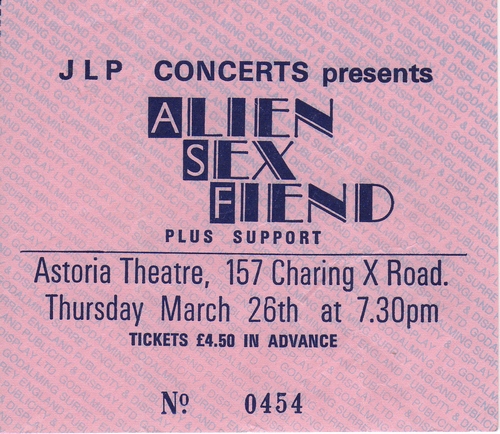 JLP CONCERTS presents
ALIEN
SEX
FIEND
PLUS SUPPORT
Astoria Theatre, 157 Charing X Road.
Thursday March 26th at 7.30pm
TICKETS £4.50 IN ADVANCE
Nº 0454